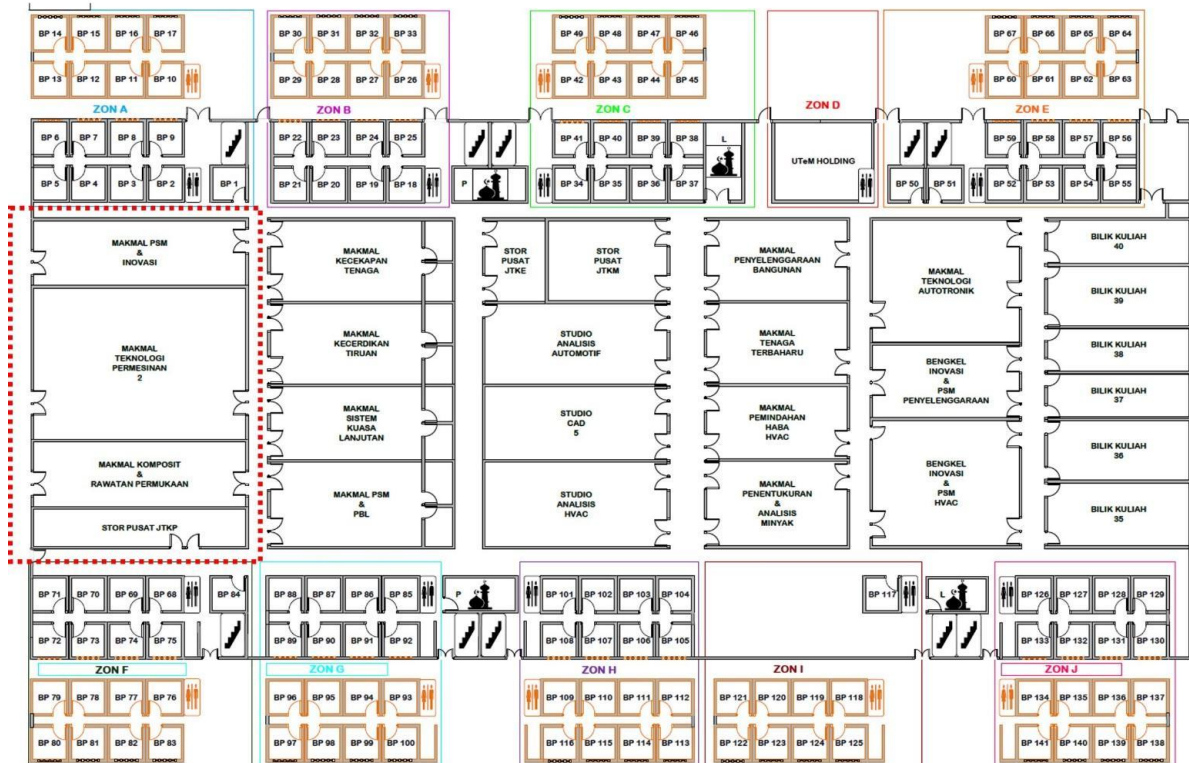 BP 14 BP 15 BP 16 BP 17
BP 30 BP 31 BP 32 BP 33
BP 49 BP 48 BP 47 BP 46
BP 67 BP 66 BP 65 BP 64
BP 13 BP 12 BP 11 BP 10
BP 29 BP 28 BP 27 BP 26
BP 42 BP 43 BP 44 BP 45
BP 60 BP 61 BP 62 BP 63
ZON A
ZON B
ZON C
ZON D
ZON E
BP 6 BP 7 BP 8 BP 9
BP 22 BP 23 BP 24 BP 25
BP 41 BP 40 BP 39 BP 38
L
UTeM HOLDING
BP 59 BP 58 BP 57 BP 56
BP 5 BP 4 BP 3 BP 2 BP 1
BP 21 BP 20 BP 19 BP 18
P
BP 34 BP 35 BP 36 BP 37
BP 50 BP 51 BP 52 BP 53 BP 54 BP 55
MAKMAL PSM
&
INOVASI
MAKMAL
TEKNOLOGI
PERMESINAN
2
MAKMAL KOMPOSIT
&
RAWATAN PERMUKAAN
STOR PUSAT JTKP
MAKMAL
KECEKAPAN
TENAGA
MAKMAL
KECERDIKAN
TIRUAN
MAKMAL
SISTEM
KUASA
LANJUTAN
MAKMAL PSM
&
PBL
STOR
PUSAT
JTKE
STOR
PUSAT
JTKM
STUDIO
ANALISIS
AUTOMOTIF
STUDIO
CAD
5
STUDIO
ANALISIS
HVAC
MAKMAL
PENYELENGGARAAN
BANGUNAN
MAKMAL
TENAGA
TERBAHARU
MAKMAL
PEMINDAHAN
HABA
HVAC
MAKMAL
PENENTUKURAN
&
ANALISIS
MINYAK
MAKMAL
TEKNOLOGI
AUTOTRONIK
BENGKEL
INOVASI
&
PSM
PENYELENGGARAAN
BENGKEL
INOVASI
&
PSM
HVAC
BILIK KULIAH
40
BILIK KULIAH
39
BILIK KULIAH
38
BILIK KULIAH
37
BILIK KULIAH
36
BILIK KULIAH
35
BP 71 BP 70 BP 69 BP 68 BP 84
BP 88 BP 87 BP 86 BP 85
P
BP 101 BP 102 BP 103 BP 104
BP 117
L
BP 126 BP 127 BP 128 BP 129
BP 72 BP 73 BP 74 BP 75
BP 89 BP 90 BP 91 BP 92
BP 108 BP 107 BP 106 BP 105
BP 133 BP 132 BP 131 BP 130
ZON F
ZON G
ZON H
ZON I
ZON J
BP 79 BP 78 BP 77 BP 76
BP 96 BP 95 BP 94 BP 93
BP 109 BP 110 BP 111 BP 112
BP 121 BP 120 BP 119 BP 118
BP 134 BP 135 BP 136 BP 137
BP 80 BP 81 BP 82 BP 83
BP 97 BP 98 BP 99 BP 100
BP 116 BP 115 BP 114 BP 113
BP 122 BP 123 BP 124 BP 125
BP 141 BP 140 BP 139 BP 138